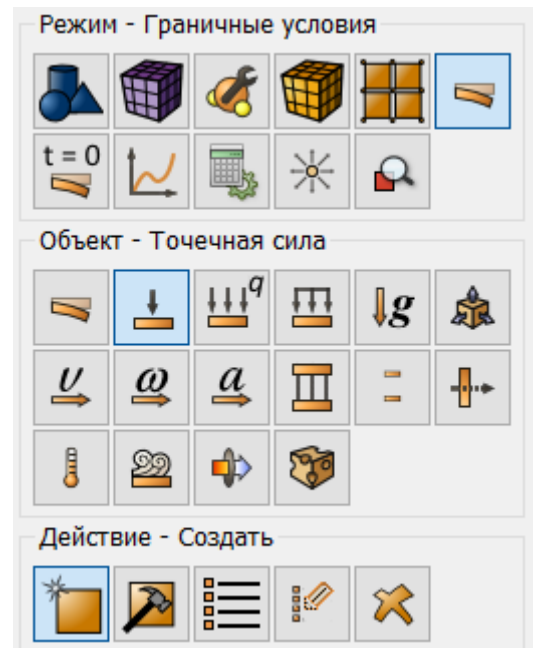 Режим - Граничные условия
t = 0
Объект - Точечная сила
q
g
υ ω a
Действие - Создать